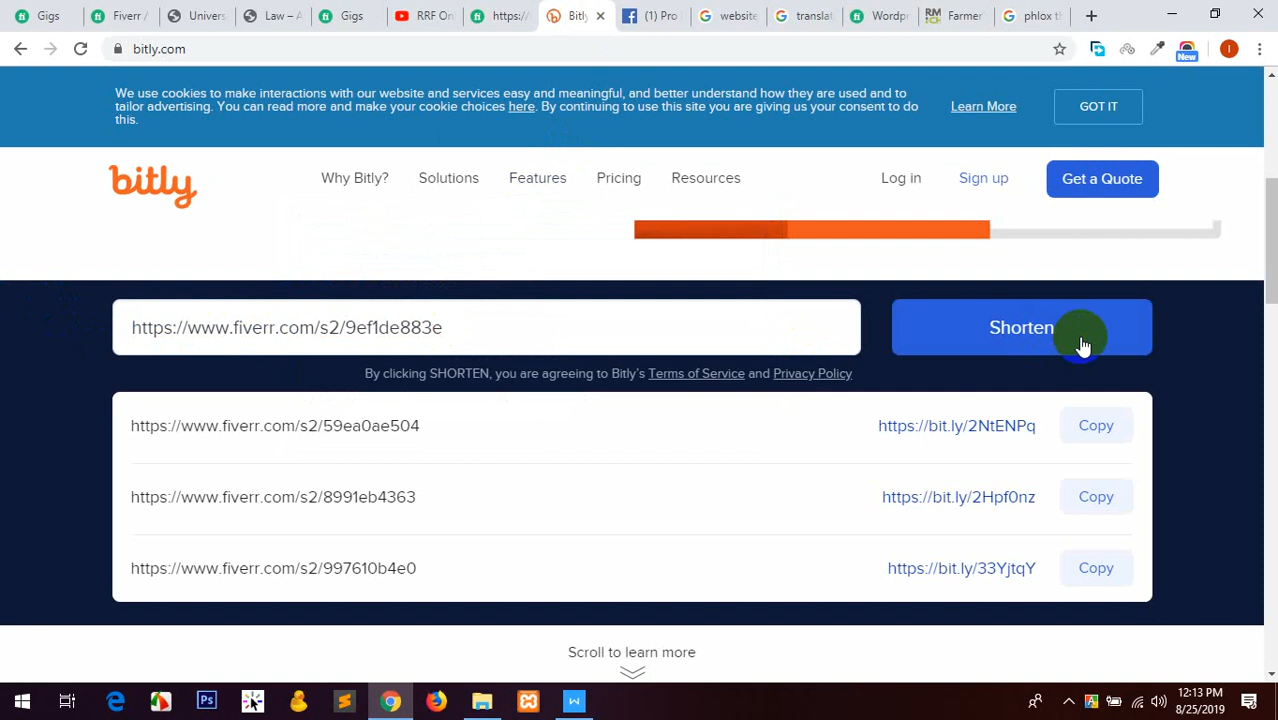 Gigs
Fiverr /
Univers
Law – A
Gigs
RRF On
https:/
Bitly
(1) Pro
website
translat
Wordpr
RM
Farmer'
phlox th
bitly.com
New
I
We use cookies to make interactions with our website and services easy and meaningful, and better understand how they are used and to
tailor advertising. You can read more and make your cookie choices here. By continuing to use this site you are giving us your consent to do
this.
Learn More
GOT IT
bitly
Why Bitly?
Solutions
Features
Pricing
Resources
Log in
Sign up
Get a Quote
https://www.fiverr.com/s2/9ef1de883e
Shorten
By clicking SHORTEN, you are agreeing to Bitly's Terms of Service and Privacy Policy
https://www.fiverr.com/s2/59ea0ae504
https://bit.ly/2NtENPq
Copy
https://www.fiverr.com/s2/8991eb4363
https://bit.ly/2Hpf0nz
Copy
https://www.fiverr.com/s2/997610b4e0
https://bit.ly/33YjtqY
Copy
Scroll to learn more
Ps
W
A
12:13 PM
8/25/2019